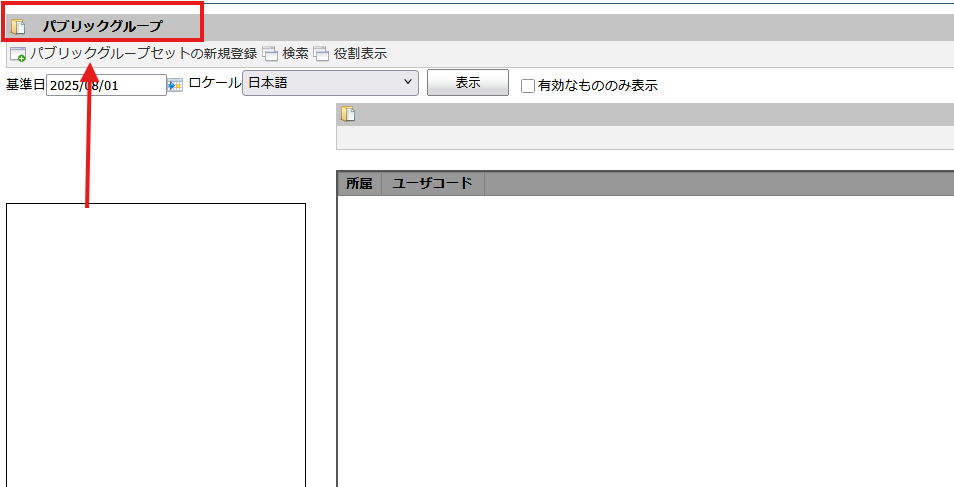 パブリックグループ
パブリックグループセットの新規登録 検索 役割表示
基準日 2025/08/01 ロケール 日本語 表示 有効なもののみ表示
所属 ユーザコード